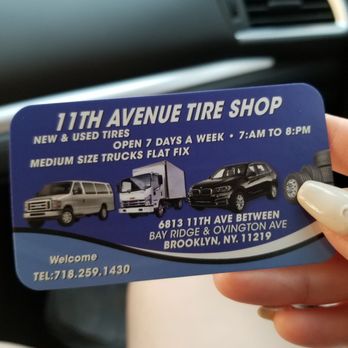 11TH AVENUE TIRE SHOP
NEW & USED TIRES
OPEN 7 DAYS A WEEK • 7:AM TO 8:PM
MEDIUM SIZE TRUCKS FLAT FIX
6813 11TH AVE BETWEEN
BAY RIDGE & OVINGTON AVE
BROOKLYN, NY. 11219
Welcome
TEL:718.259.1430